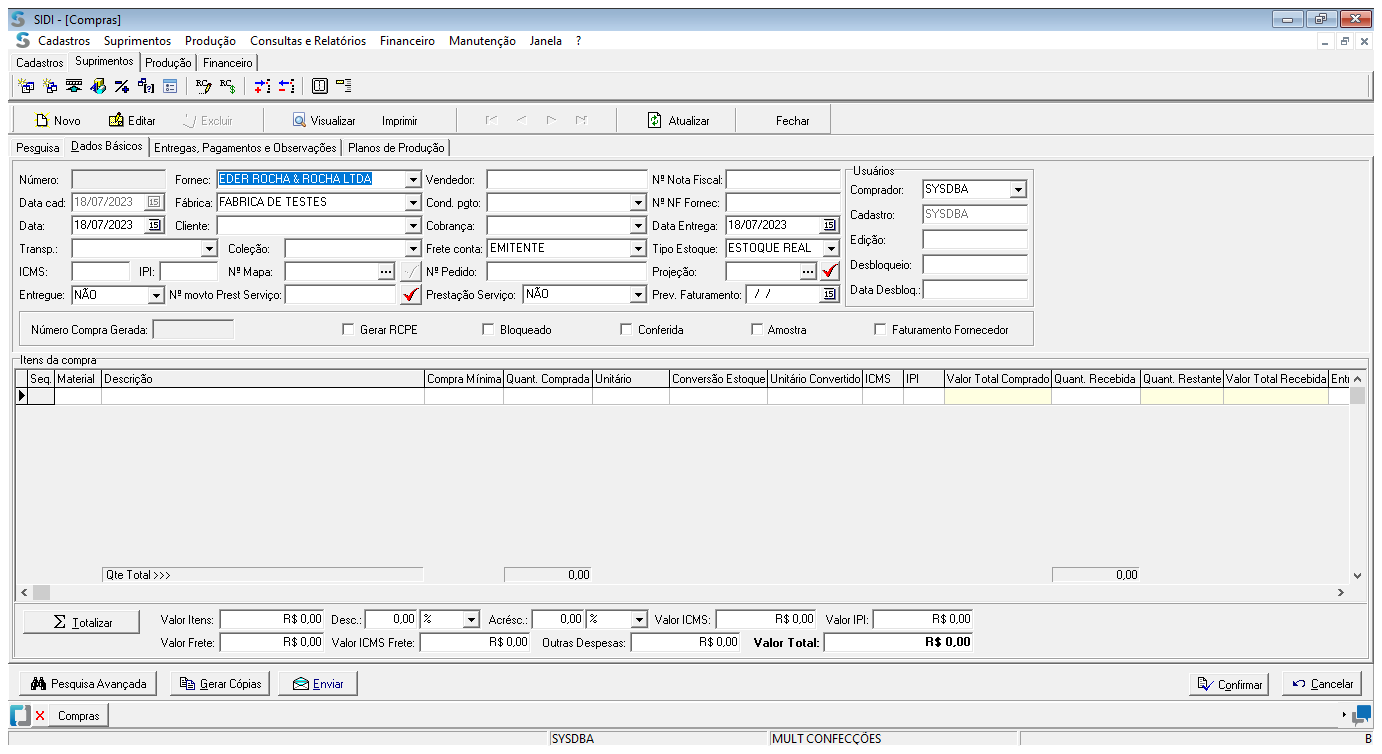 SIDI - [Compras]
Cadastros Suprimentos Produção Consultas e Relatórios Financeiro Manutenção Janela ?
Cadastros Suprimentos Produção Financeiro
Novo Editar Excluir Visualizar Imprimir Atualizar Fechar
Pesquisa Dados Básicos Entregas, Pagamentos e Observações Planos de Produção
Usuários
Número: Fornec: EDER ROCHA & ROCHA LTDA Vendedor: Nº Nota Fiscal: Comprador: SYSDBA
Data cad: 18/07/2023 15 Fábrica: FABRICA DE TESTES Cond. pgto: Nº NF Fornec: Cadastro: SYSDBA
Data: 18/07/2023 15 Cliente: Cobrança: Data Entrega: 18/07/2023 15 Edição:
Transp.: Coleção: Frete conta: EMITENTE Tipo Estoque: ESTOQUE REAL
ICMS: IPI: Nº Mapa: ... Nº Pedido: Projeção: ... Desbloqueio:
Entregue: NÃO Nº movto Prest Serviço: Prestação Serviço: NÃO Prev. Faturamento: / / 15 Data Desbloq.:
Número Compra Gerada: Gerar RCPE Bloqueado Conferida Amostra Faturamento Fornecedor
Itens da compra
Seq. Material Descrição Compra Mínima Quant. Comprada Unitário Conversão Estoque Unitário Convertido ICMS IPI Valor Total Comprado Quant. Recebida Quant. Restante Valor Total Recebida Entr
Qte Total >>> 0,00 0,00
Σ Totalizar Valor Itens: R$ 0,00 Desc.: 0,00 % Acrésc.: 0,00 % Valor ICMS: R$ 0,00 Valor IPI: R$ 0,00
Valor Frete: R$ 0,00 Valor ICMS Frete: R$ 0,00 Outras Despesas: R$ 0,00 Valor Total: R$ 0,00
Pesquisa Avançada Gerar Cópias Enviar Confirmar Cancelar
Compras
SYSDBA MULT CONFECÇÕES B